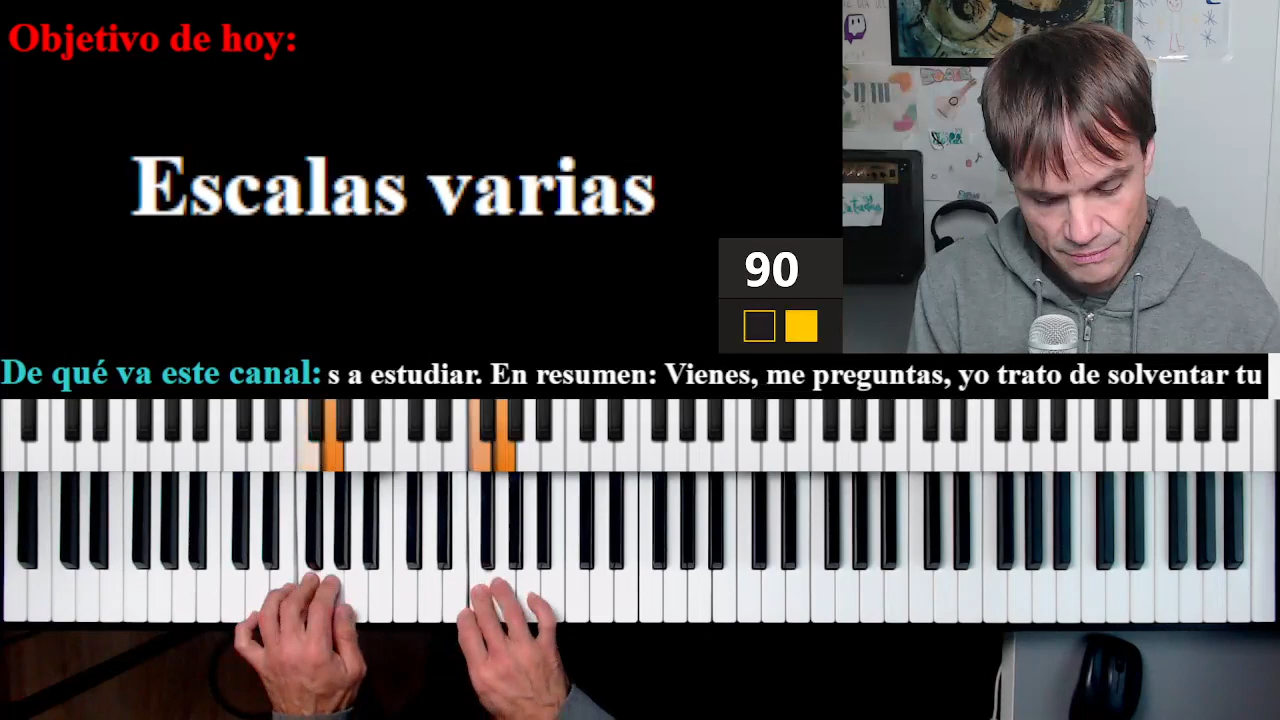 Objetivo de hoy:
Escalas varias
90
De qué va este canal: s a estudiar. En resumen: Vienes, me preguntas, yo trato de solventar tu